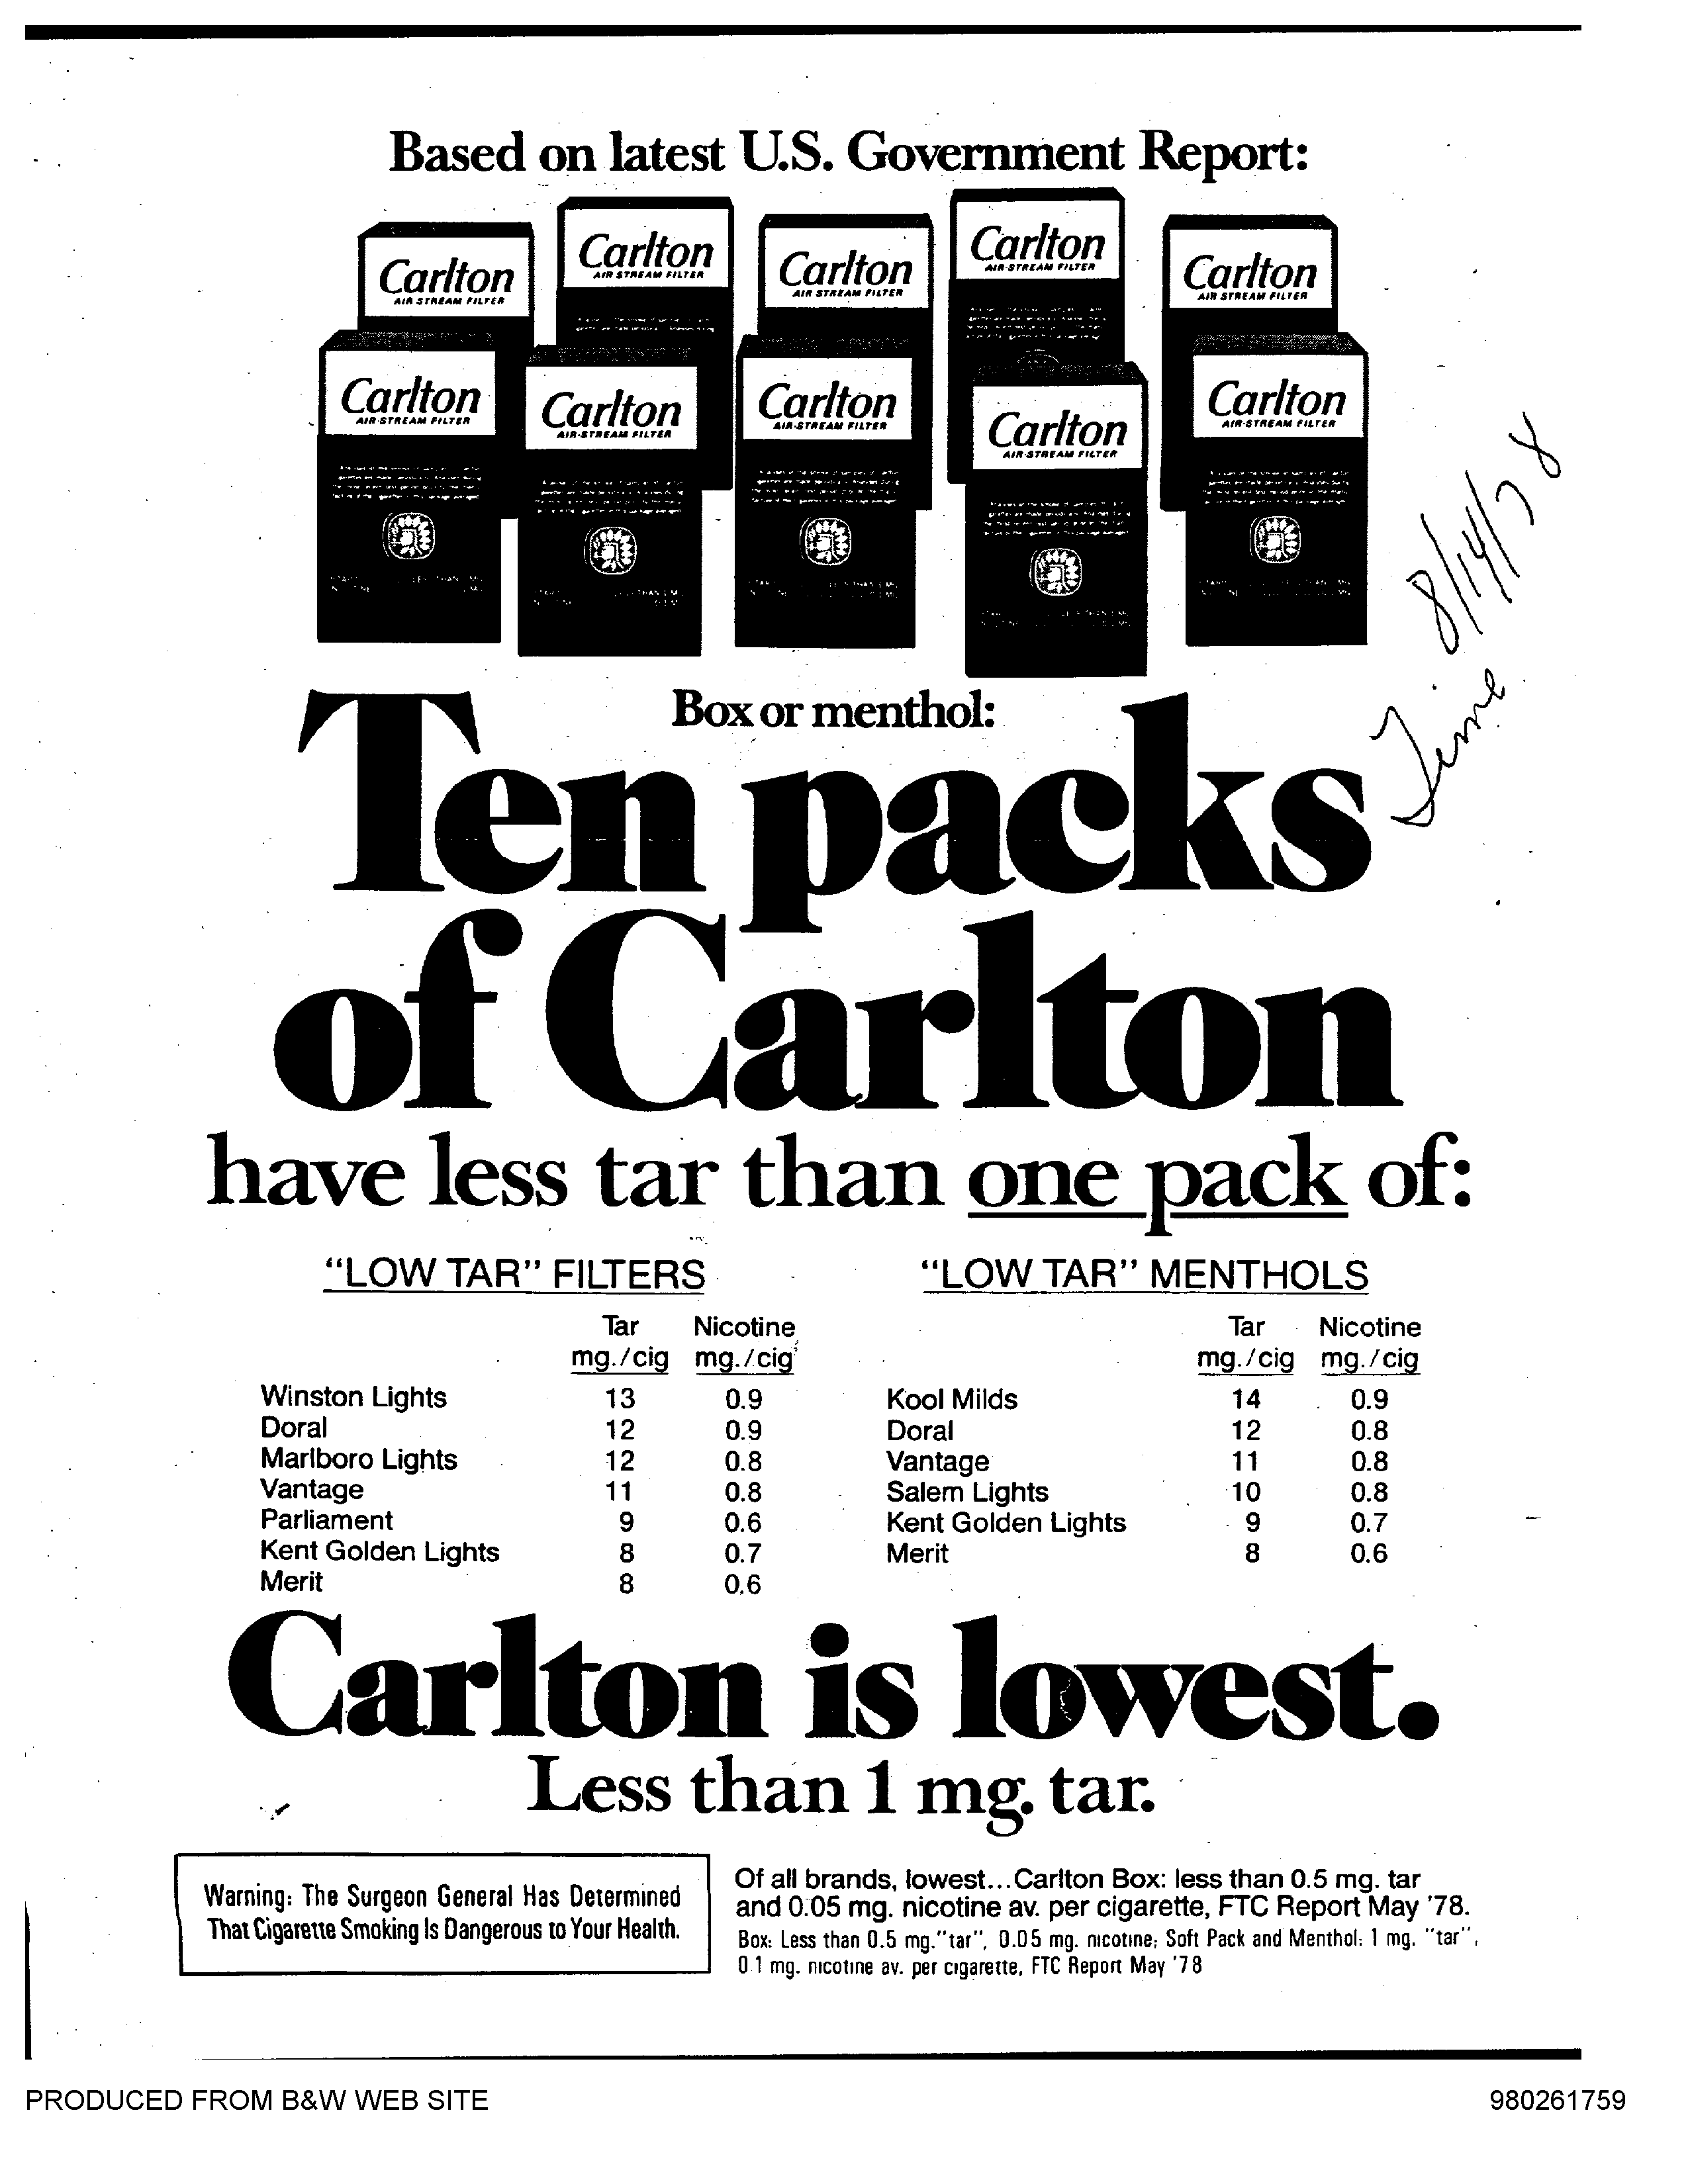 Based on latest U.S. Government Report:
Carlton
AIR STREAM FILTER
Carlton
AIR STREAM FILTER
Carlton
AIR STREAM FILTER
Carlton
AIR-STREAM FILTER
Carlton
AIR STREAM FILTER
Carlton
AIR-STREAM FILTER
Carlton
AIR-STREAM FILTER
Carlton
AIR-STREAM FILTER
Carlton
AIR-STREAM FILTER
Carlton
AIR-STREAM FILTER
Time 8/14/78
Box or menthol:
Ten packs
of Carlton
have less tar than one pack of:
"LOW TAR" FILTERS
Tar Nicotine
mg./cig mg./cig
Winston Lights 13 0.9
Doral 12 0.9
Marlboro Lights 12 0.8
Vantage 11 0.8
Parliament 9 0.6
Kent Golden Lights 8 0.7
Merit 8 0.6
"LOW TAR" MENTHOLS
Tar Nicotine
mg./cig mg./cig
Kool Milds 14 0.9
Doral 12 0.8
Vantage 11 0.8
Salem Lights 10 0.8
Kent Golden Lights 9 0.7
Merit 8 0.6
Carlton is lowest.
Less than 1 mg. tar.
Warning: The Surgeon General Has Determined
That Cigarette Smoking Is Dangerous to Your Health.
Of all brands, lowest...Carlton Box: less than 0.5 mg. tar
and 0.05 mg. nicotine av. per cigarette, FTC Report May '78.
Box: Less than 0.5 mg. "tar", 0.05 mg. nicotine; Soft Pack and Menthol: 1 mg. "tar",
0.1 mg. nicotine av. per cigarette, FTC Report May '78
PRODUCED FROM B&W WEB SITE
980261759